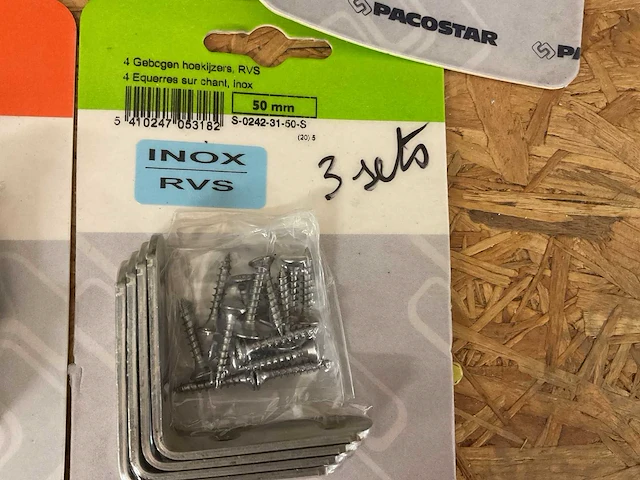 PACOSTAR
PA
4 Gebogen hoekijzers, RVS
4 Equerres sur chant, inox
50 mm
5 410247 053182
S-0242-31-50-S
(20) 5
INOX
RVS
3 sets